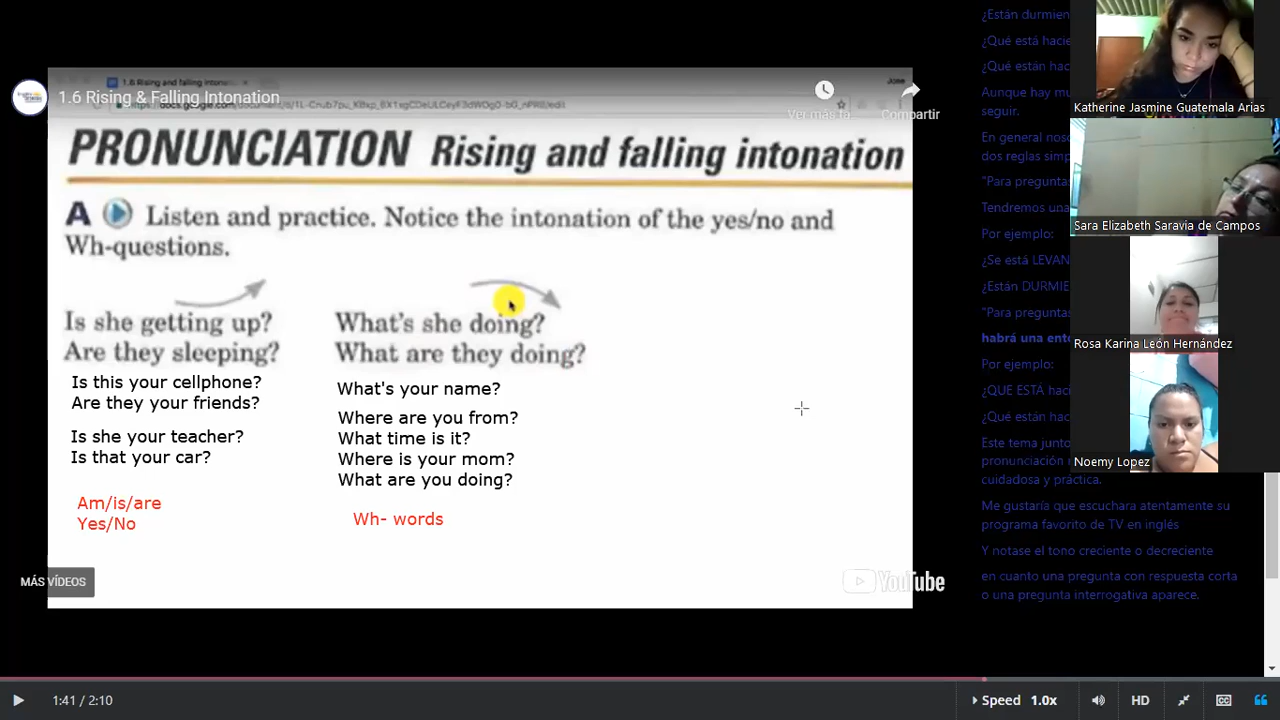 1.6 Rising & Falling Intonation
Ver más ta...
Compartir
PRONUNCIATION Rising and falling intonation
A Listen and practice. Notice the intonation of the yes/no and
Wh-questions.
Is she getting up?
Are they sleeping?
Is this your cellphone?
Are they your friends?
Is she your teacher?
Is that your car?
Am/is/are
Yes/No
What's she doing?
What are they doing?
What's your name?
Where are you from?
What time is it?
Where is your mom?
What are you doing?
Wh- words
MÁS VÍDEOS
YouTube
¿Están durmien
¿Qué está hacie
¿Qué están hac
Aunque hay mu
seguir.
En general noso
dos reglas simp
"Para pregunta
Tendremos una
Por ejemplo:
¿Se está LEVAN
¿Están DURMIE
"Para pregunta
habrá una ento
Por ejemplo:
¿QUE ESTÁ haci
¿Qué están hac
Este tema junto
pronunciación
cuidadosa y práctica.
Me gustaría que escuchara atentamente su
programa favorito de TV en inglés
Y notase el tono creciente o decreciente
en cuanto una pregunta con respuesta corta
o una pregunta interrogativa aparece.
Katherine Jasmine Guatemala Arias
Sara Elizabeth Saravia de Campos
Rosa Karina León Hernández
Noemy Lopez
1:41 / 2:10
Speed 1.0x
HD
CC